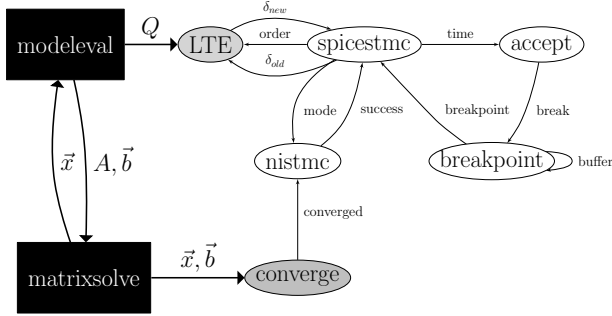 modeleval
Q
LTE
δnew
order
δold
spicestmc
time
accept
mode
success
breakpoint
break
x⃗
A, b⃗
nistmc
breakpoint
buffer
converged
matrixsolve
x⃗, b⃗
converge